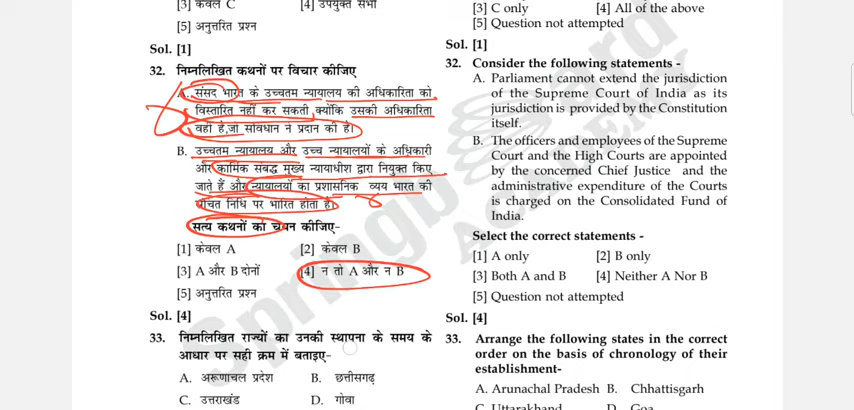 [3] केवल C [4] उपर्युक्त सभी
[5] अनुत्तरित प्रश्न
Sol. [1]
32. निम्नलिखित कथनों पर विचार कीजिए
A. संसद भारत के उच्चतम न्यायालय की अधिकारिता को
विस्तारित नहीं कर सकती क्योंकि उसकी अधिकारिता
वही है, जो संविधान ने प्रदान की है।
B. उच्चतम न्यायालय और उच्च न्यायालयों के अधिकारी
और कार्मिक संबद्ध मुख्य न्यायाधीश द्वारा नियुक्त किए
जाते हैं और न्यायालयों का प्रशासनिक व्यय भारत की
संचित निधि पर भारित होता है।
सत्य कथनों का चयन कीजिए-
[1] केवल A [2] केवल B
[3] A और B दोनों [4] न तो A और न B
[5] अनुत्तरित प्रश्न
Sol. [4]
33. निम्नलिखित राज्यों का उनकी स्थापना के समय के
आधार पर सही क्रम में बताइए-
A. अरूणाचल प्रदेश B. छत्तीसगढ़
C. उत्तराखंड D. गोवा
[3] C only [4] All of the above
[5] Question not attempted
Sol. [1]
32. Consider the following statements -
A. Parliament cannot extend the jurisdiction
of the Supreme Court of India as its
jurisdiction is provided by the Constitution
itself.
B. The officers and employees of the Supreme
Court and the High Courts are appointed
by the concerned Chief Justice and the
administrative expenditure of the Courts
is charged on the Consolidated Fund of
India.
Select the correct statements -
[1] A only [2] B only
[3] Both A and B [4] Neither A Nor B
[5] Question not attempted
Sol. [4]
33. Arrange the following states in the correct
order on the basis of chronology of their
establishment-
A. Arunachal Pradesh B. Chhattisgarh
C. Uttarakhand D. Goa
Springboard
ACADEMY